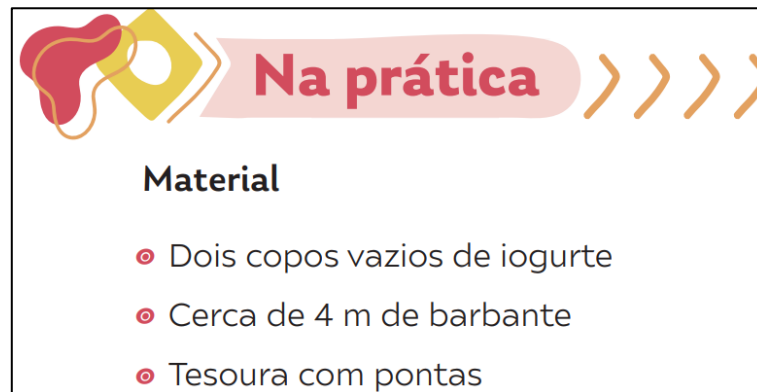 Na prática
Material
Dois copos vazios de iogurte
Cerca de 4 m de barbante
Tesoura com pontas